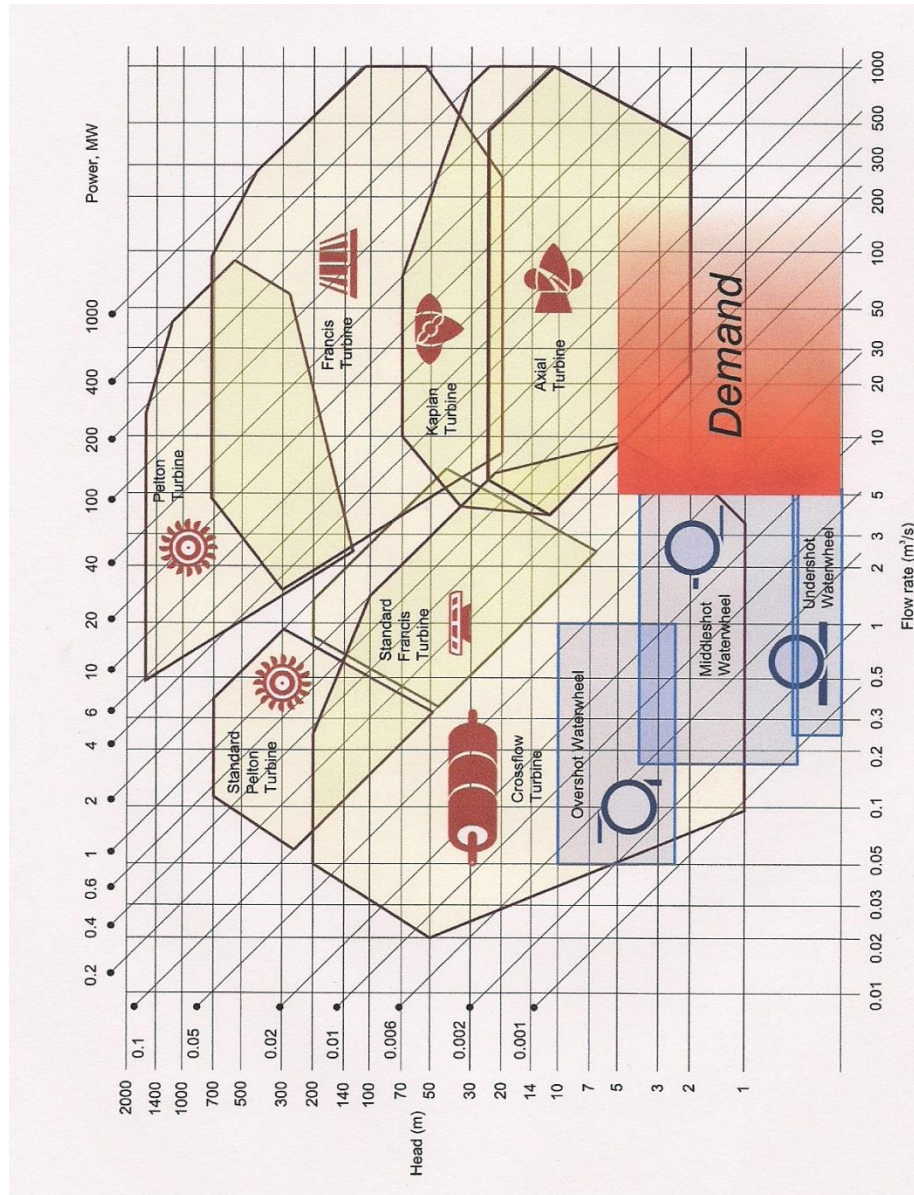 Power, MW
0.2
0.4
0.6
1
2
4
6
10
20
40
100
200
400
1000
0.1
0.05
0.02
0.01
0.006
0.002
0.001
Head (m)
2000
1400
1000
700
500
300
200
140
100
70
50
30
20
14
10
7
5
3
2
1
Pelton
Turbine
Standard
Pelton
Turbine
Francis
Turbine
Standard
Francis
Turbine
Kaplan
Turbine
Crossflow
Turbine
Axial
Turbine
Overshot Waterwheel
Middleshot
Waterwheel
Undershot
Waterwheel
Demand
0.01
0.02
0.03
0.05
0.1
0.2
0.3
0.5
1
2
3
5
10
20
30
50
100
200
300
500
1000
Flow rate (m³/s)